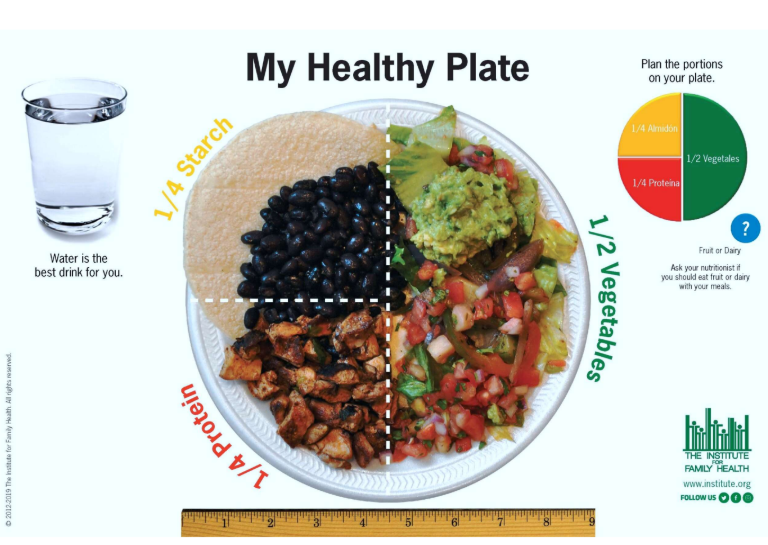 My Healthy Plate
Water is the
best drink for you.
1/4 Starch
1/2 Vegetables
1/4 Protein
Plan the portions
on your plate.
1/4 Almidón
1/2 Vegetales
1/4 Proteína
?
Fruit or Dairy
Ask your nutritionist if
you should eat fruit or dairy
with your meals.
THE INSTITUTE
FOR
FAMILY HEALTH
www.institute.org
FOLLOW US
© 2012-2019 The Institute for Family Health. All rights reserved.
1 2 3 4 5 6 7 8 9